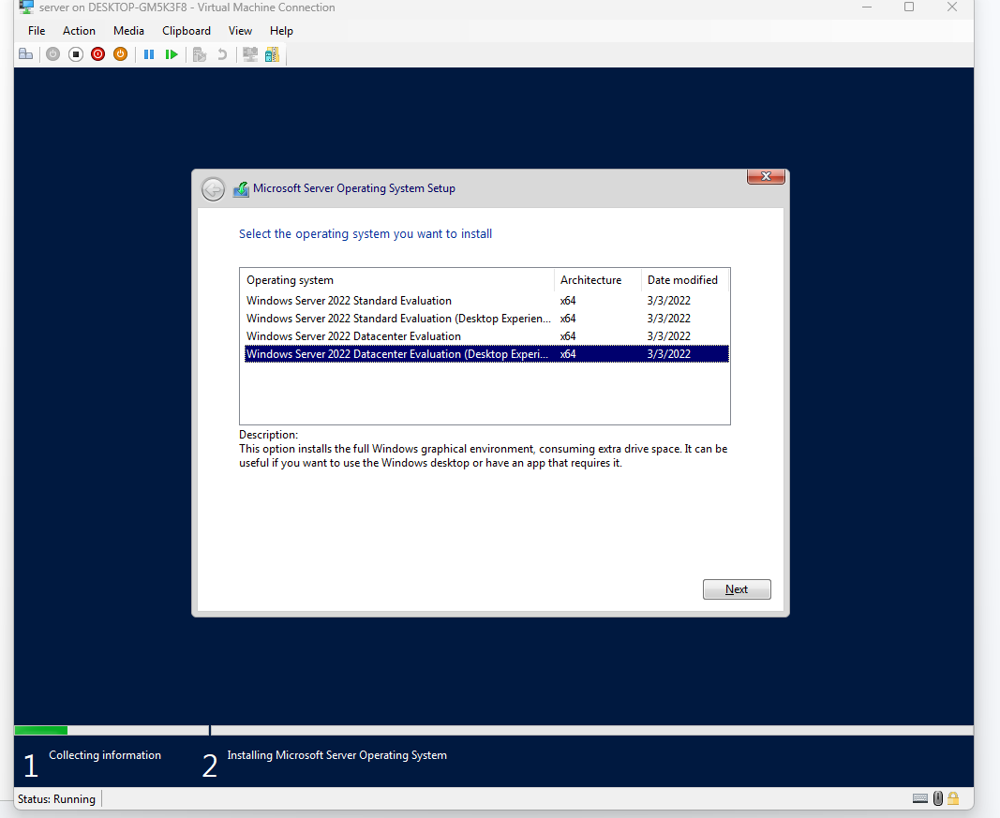 server on DESKTOP-GM5K3F8 - Virtual Machine Connection
File Action Media Clipboard View Help
Microsoft Server Operating System Setup
Select the operating system you want to install
Operating system Architecture Date modified
Windows Server 2022 Standard Evaluation x64 3/3/2022
Windows Server 2022 Standard Evaluation (Desktop Experien... x64 3/3/2022
Windows Server 2022 Datacenter Evaluation x64 3/3/2022
Windows Server 2022 Datacenter Evaluation (Desktop Experi... x64 3/3/2022
Description:
This option installs the full Windows graphical environment, consuming extra drive space. It can be
useful if you want to use the Windows desktop or have an app that requires it.
Next
1 Collecting information 2 Installing Microsoft Server Operating System
Status: Running